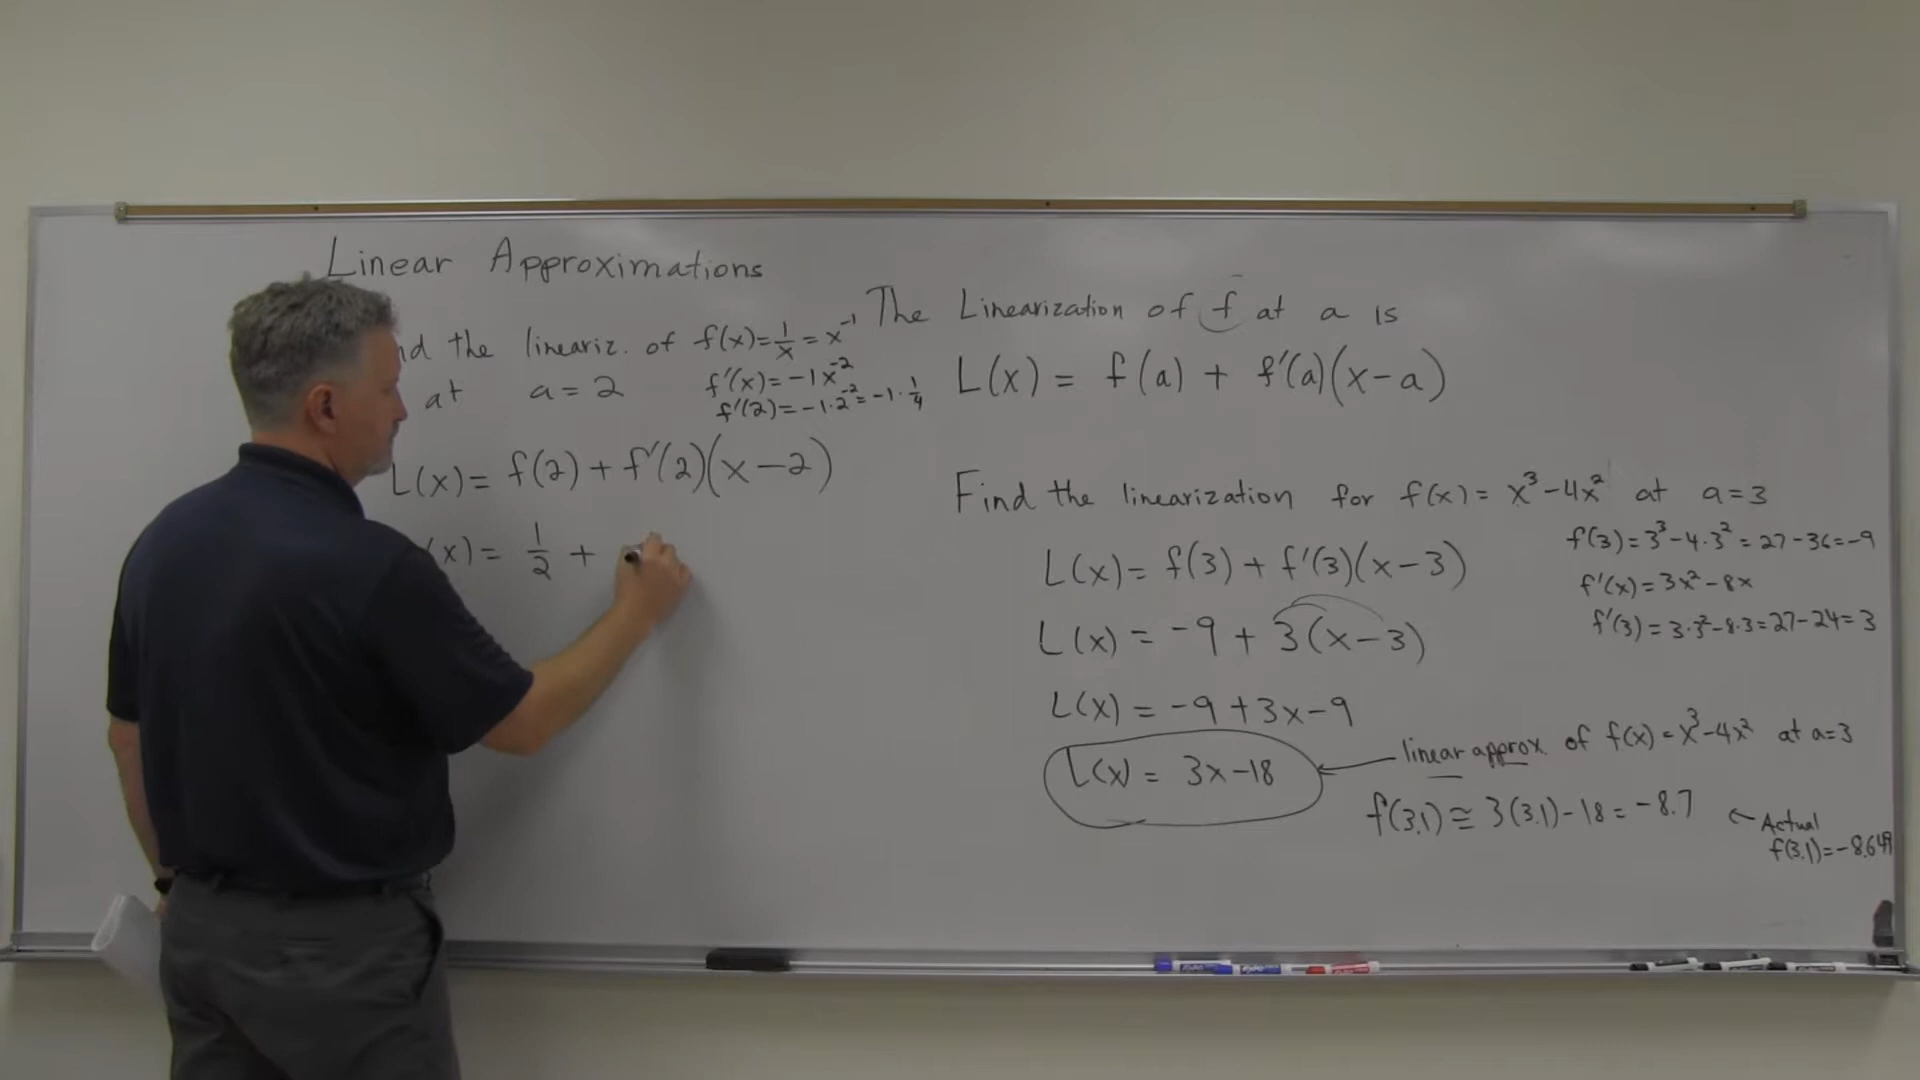 Linear Approximations
nd the lineariz. of f(x)=1/x = x⁻¹
at a=2
f'(x)=-1x⁻²
f'(2)=-1·2⁻²=-1·1/4
L(x)= f(2)+f'(2)(x-2)
(x)= 1/2 +
The Linearization of f at a is
L(x) = f(a) + f'(a)(x-a)
Find the linearization for f(x)= x³-4x² at a=3
L(x)= f(3)+f'(3)(x-3)
L(x) = -9+3(x-3)
L(x) = -9+3x-9
L(x) = 3x-18
f(3)=3³-4·3²=27-36=-9
f'(x)=3x²-8x
f'(3)=3·3²-8·3=27-24=3
linear approx. of f(x)=x³-4x² at a=3
f(3.1)≅3(3.1)-18=-8.7
← Actual
f(3.1)=-8.649